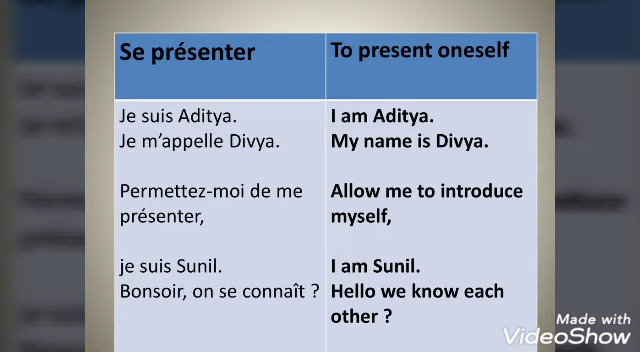 Se présenter
To present oneself
Je suis Aditya.
Je m'appelle Divya.
I am Aditya.
My name is Divya.
Permettez-moi de me
présenter,
Allow me to introduce
myself,
je suis Sunil.
Bonsoir, on se connaît ?
I am Sunil.
Hello we know each
other ?
Made with
VideoShow